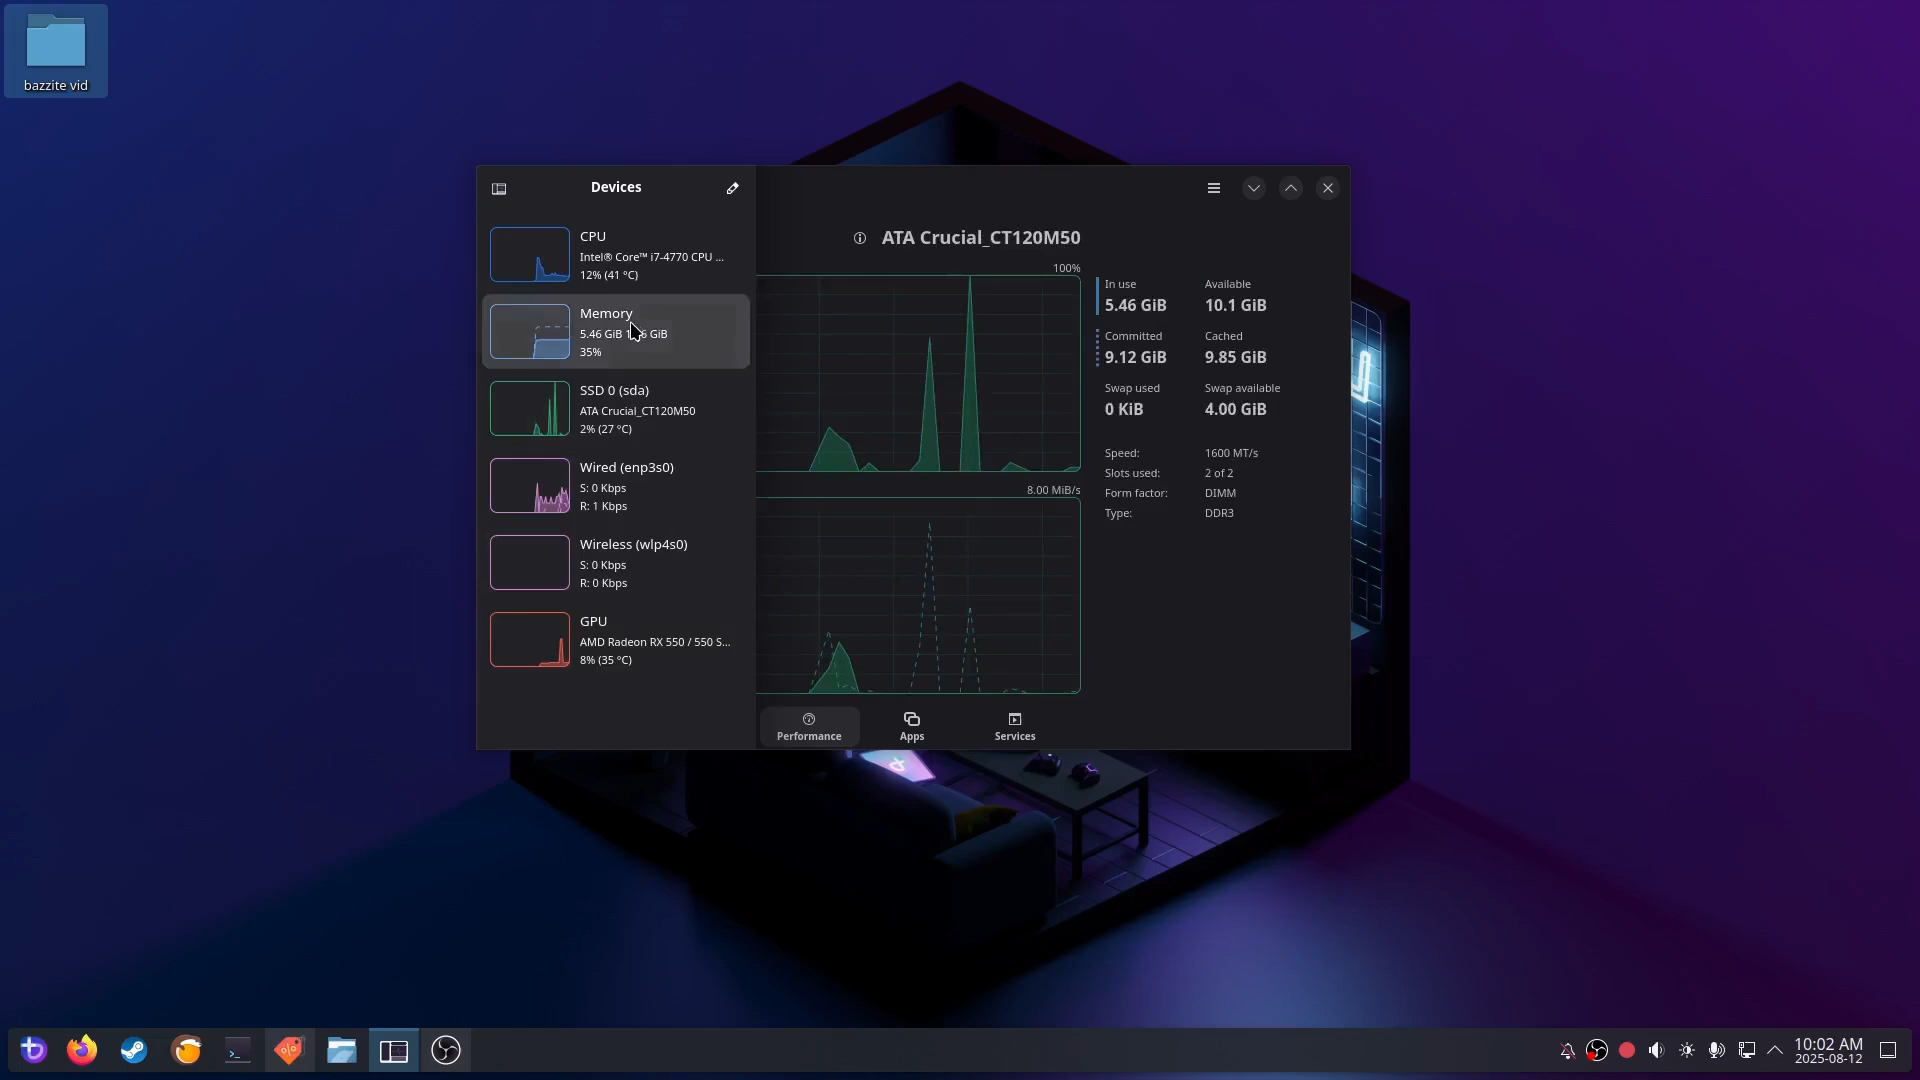 bazzite vid
Devices
CPU
Intel® Core™ i7-4770 CPU ...
12% (41 °C)
Memory
5.46 GiB 1 6 GiB
35%
SSD 0 (sda)
ATA Crucial_CT120M50
2% (27 °C)
Wired (enp3s0)
S: 0 Kbps
R: 1 Kbps
Wireless (wlp4s0)
S: 0 Kbps
R: 0 Kbps
GPU
AMD Radeon RX 550 / 550 S...
8% (35 °C)
ATA Crucial_CT120M50
100%
8.00 MiB/s
In use Available
5.46 GiB 10.1 GiB
Committed Cached
9.12 GiB 9.85 GiB
Swap used Swap available
0 KiB 4.00 GiB
Speed: 1600 MT/s
Slots used: 2 of 2
Form factor: DIMM
Type: DDR3
Performance Apps Services
10:02 AM
2025-08-12